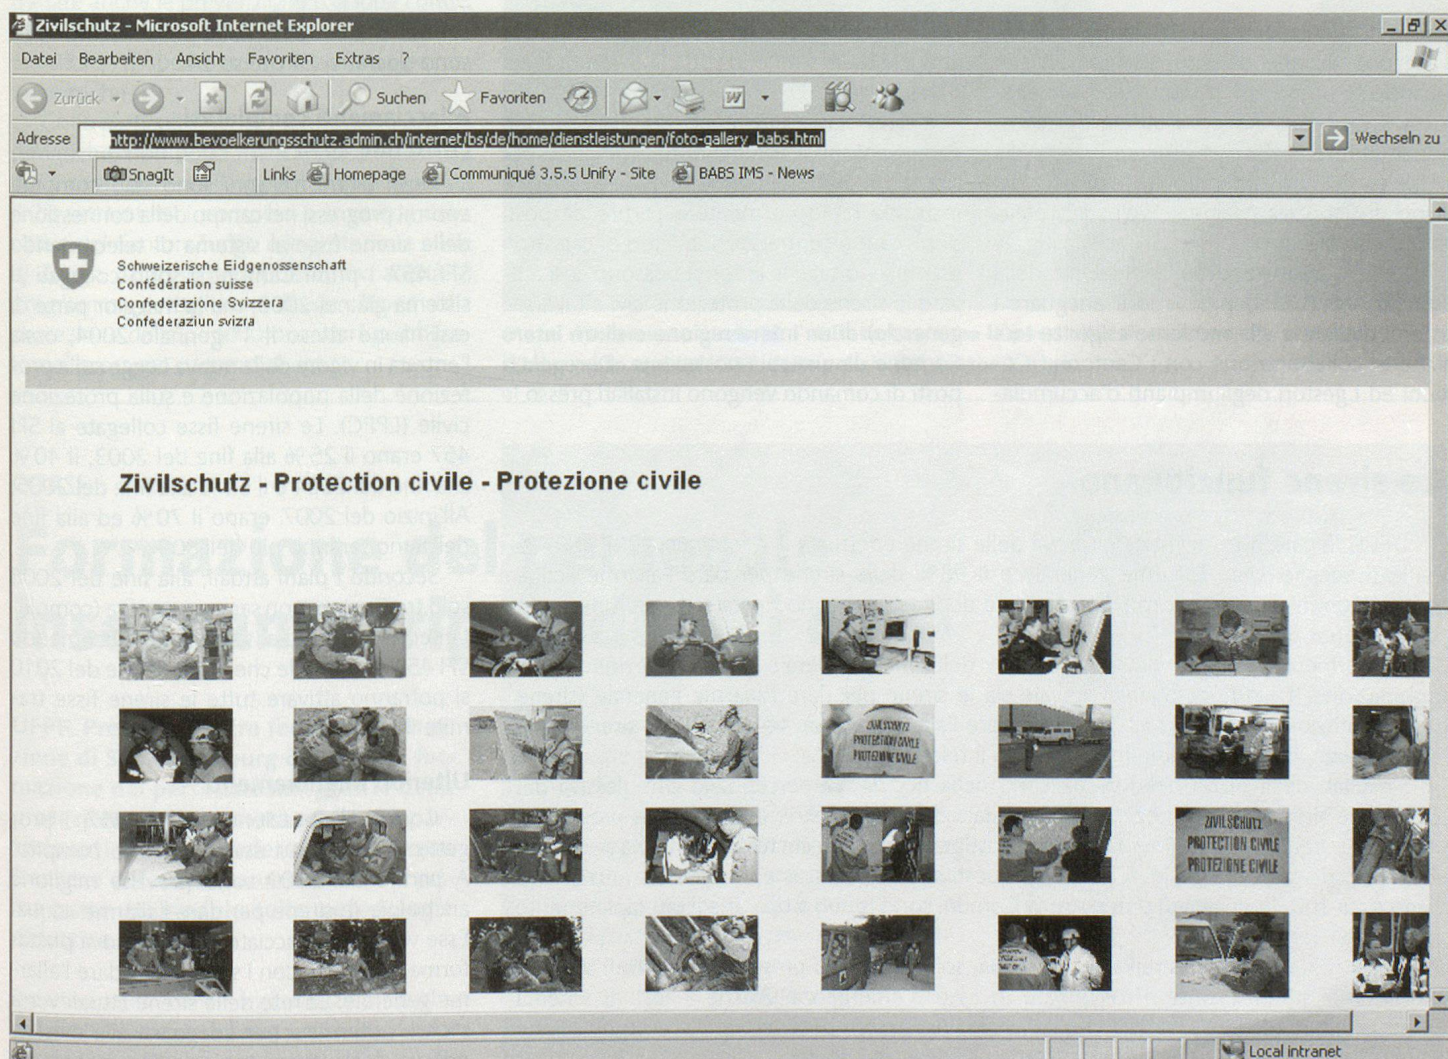 Zivilschutz - Microsoft Internet Explorer
Datei Bearbeiten Ansicht Favoriten Extras ?
Zurück Suchen Favoriten
Adresse http://www.bevoelkerungsschutz.admin.ch/internet/bs/de/home/dienstleistungen/foto-gallery_babs.html Wechseln zu
SnagIt Links Homepage Communiqué 3.5.5 Unify - Site BABS IMS - News
Schweizerische Eidgenossenschaft
Confédération suisse
Confederazione Svizzera
Confederaziun svizra
Zivilschutz - Protection civile - Protezione civile
ZIVILSCHUTZ
PROTECTION CIVILE
PROTEZIONE CIVILE
ZIVILSCHUTZ
PROTECTION CIVILE
PROTEZIONE CIVILE
Local intranet